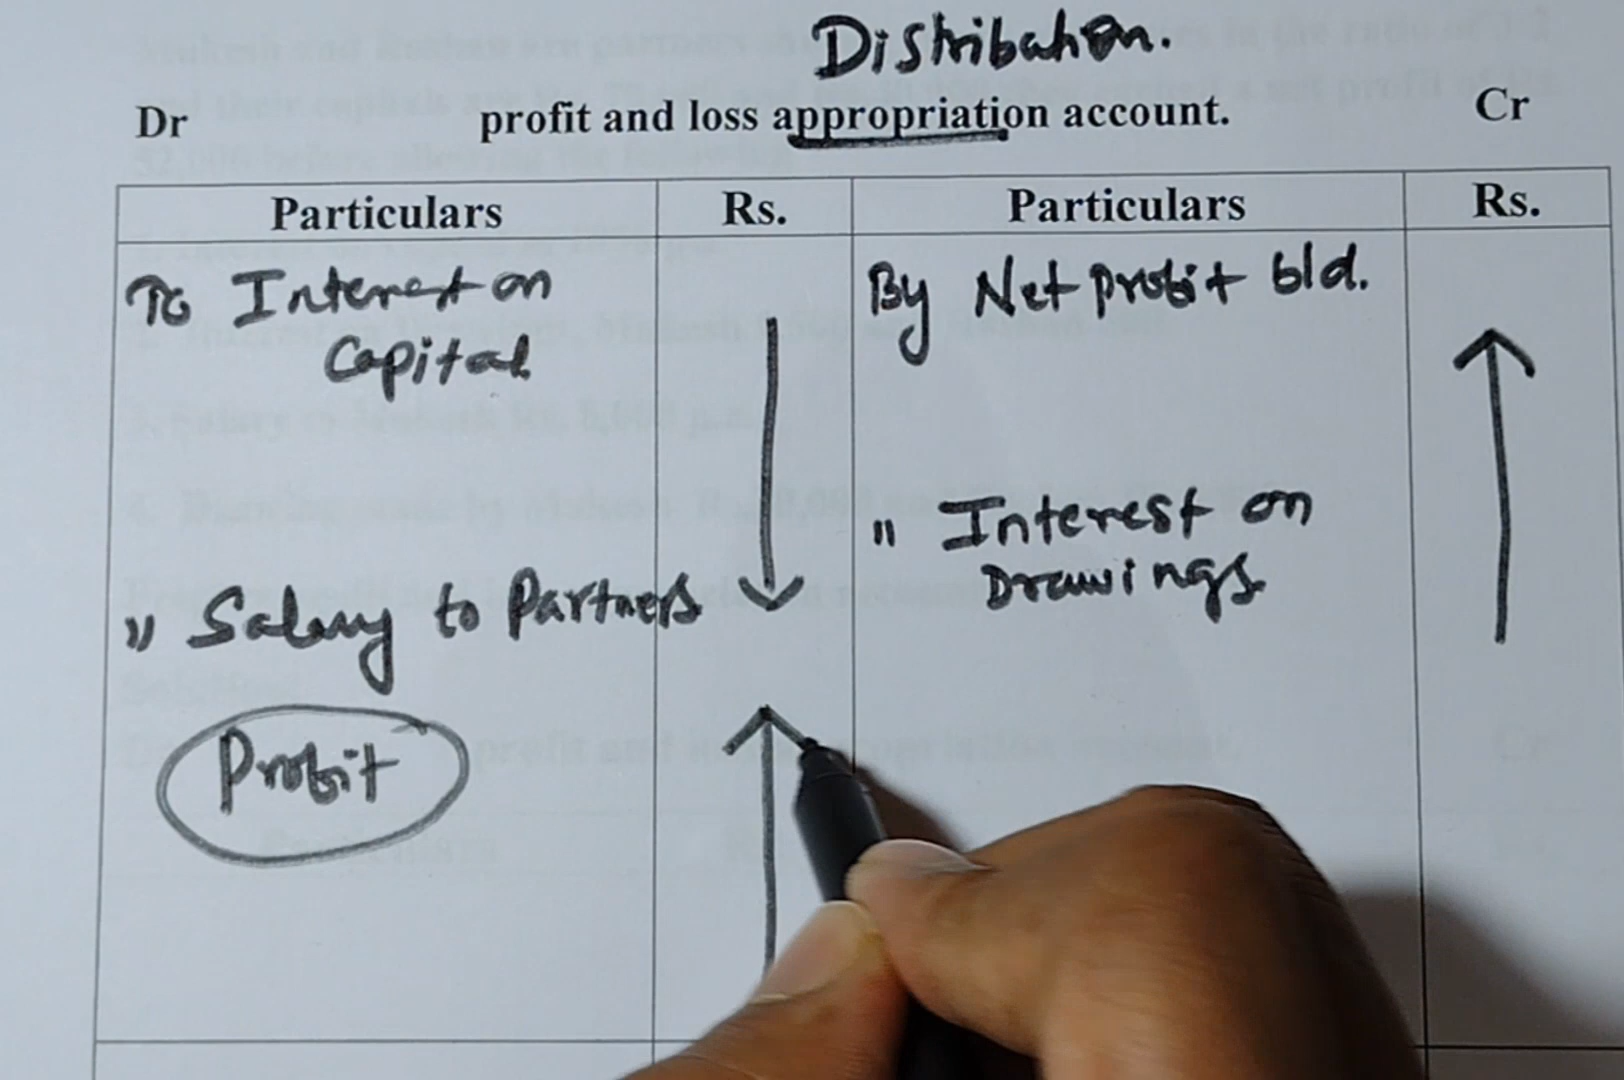 Distribution.
Dr profit and loss appropriation account. Cr
Particulars Rs. Particulars Rs.
To Interest on
Capital
By Net profit b/d.
" Interest on
Drawings
" Salary to Partners
Profit